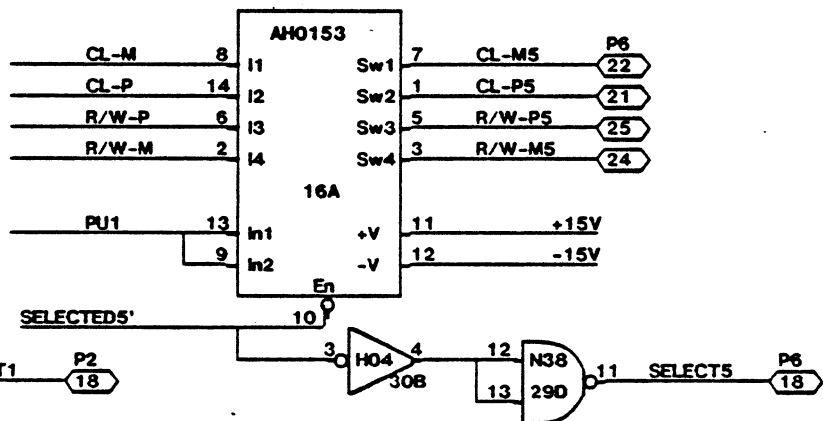 AH0153 P6
CL-M 8 I1 Sw1 7 CL-M5 22
CL-P 14 I2 Sw2 1 CL-P5 21
R/W-P 6 I3 Sw3 5 R/W-P5 25
R/W-M 2 I4 Sw4 3 R/W-M5 24
16A
PU1 13 In1 +V 11 +15V
9 In2 -V 12 -15V
En
SELECTED5' 10
3 H04 4 12 N38
30B
T1 P2 11 SELECT5 P6
18 13 29D 18